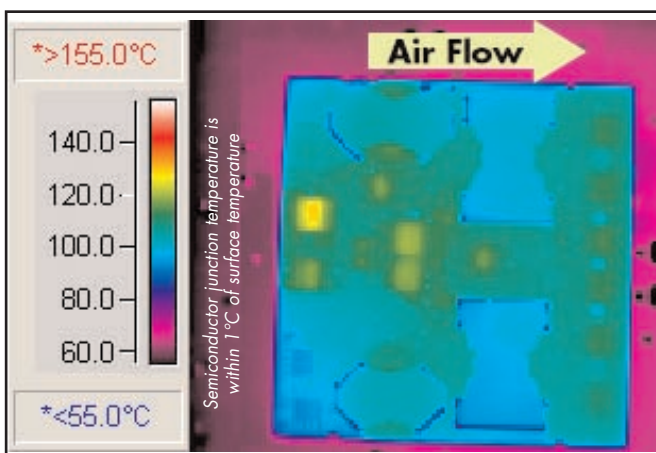 *>155.0°C
140.0
120.0
100.0
80.0
60.0
*<55.0°C
Semiconductor junction temperature is
within 1°C of surface temperature
Air Flow